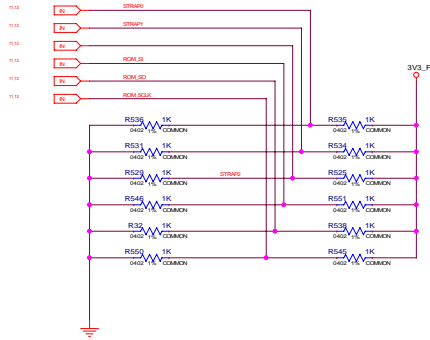 11,12 IN STRAP0
11,12 IN STRAP1
11,12 IN
11,12 IN ROM_SI
11,12 IN ROM_SO
11,12 IN ROM_SCLK
3V3_F
R536 1K R535 1K
0402 1% COMMON 0402 1% COMMON
R531 1K R534 1K
0402 1% COMMON 0402 1% COMMON
R529 1K STRAP2 R525 1K
0402 1% COMMON 0402 1% COMMON
R546 1K R551 1K
0402 1% COMMON 0402 1% COMMON
R32 1K R538 1K
0402 1% COMMON 0402 1% COMMON
R550 1K R545 1K
0402 1% COMMON 0402 1% COMMON